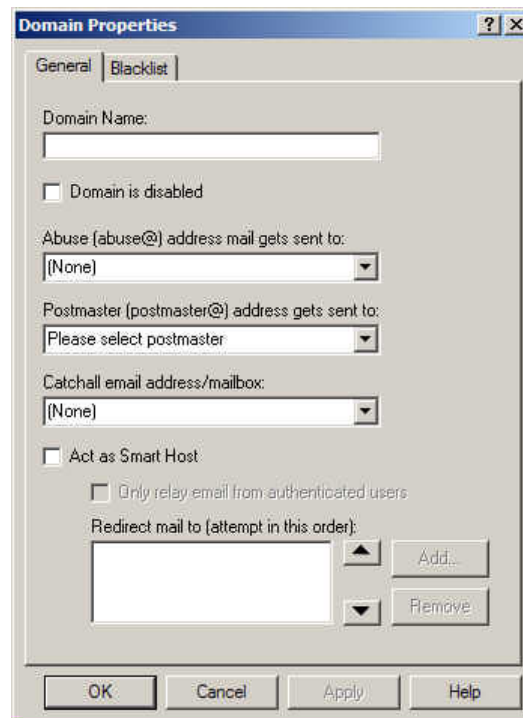 Domain Properties
General
Blacklist
Domain Name:
Domain is disabled
Abuse (abuse@) address mail gets sent to:
(None)
Postmaster (postmaster@) address gets sent to:
Please select postmaster
Catchall email address/mailbox:
(None)
Act as Smart Host
Only relay email from authenticated users
Redirect mail to (attempt in this order):
Add...
Remove
OK
Cancel
Apply
Help